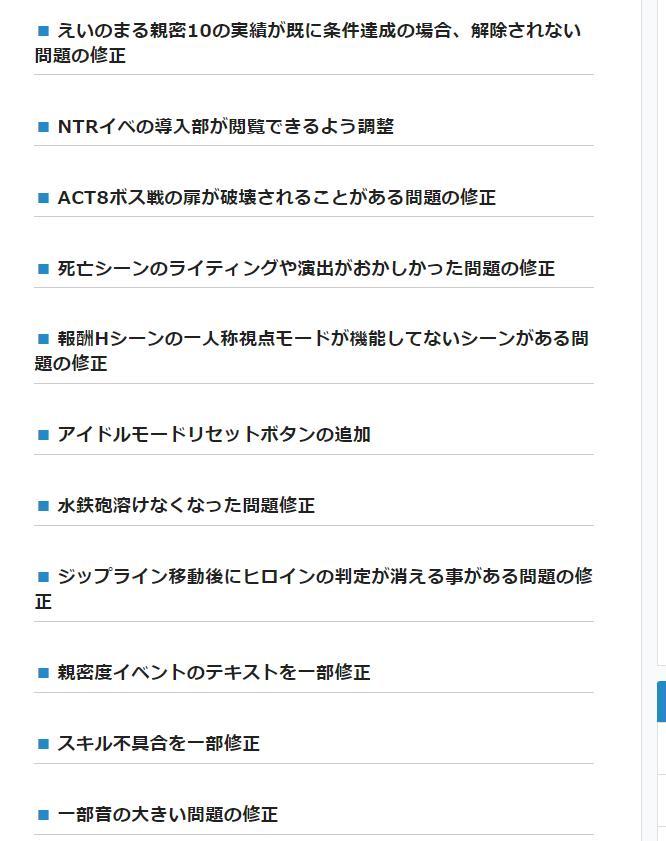 ■ えいのまる親密10の実績が既に条件達成の場合、解除されない
問題の修正
■ NTRイベの導入部が閲覧できるよう調整
■ ACT8ボス戦の扉が破壊されることがある問題の修正
■ 死亡シーンのライティングや演出がおかしかった問題の修正
■ 報酬Hシーンの一人称視点モードが機能してないシーンがある問
題の修正
■ アイドルモードリセットボタンの追加
■ 水鉄砲溶けなくなった問題修正
■ ジップライン移動後にヒロインの判定が消える事がある問題の修
正
■ 親密度イベントのテキストを一部修正
■ スキル不具合を一部修正
■ 一部音の大きい問題の修正